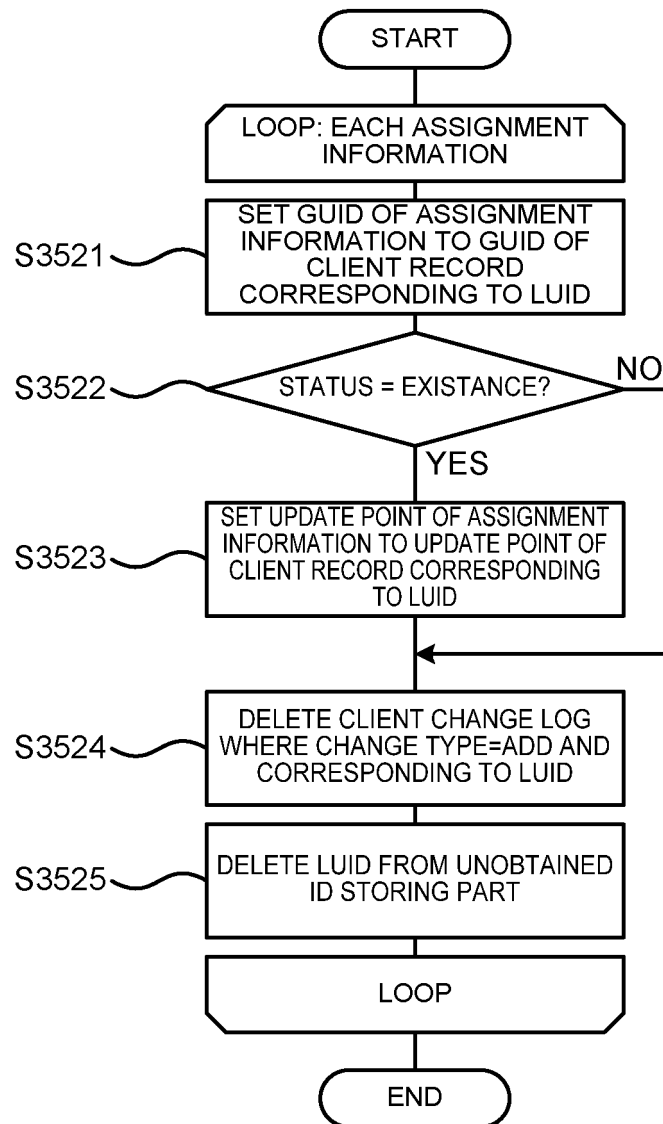 START
LOOP: EACH ASSIGNMENT
INFORMATION
S3521
SET GUID OF ASSIGNMENT
INFORMATION TO GUID OF
CLIENT RECORD
CORRESPONDING TO LUID
S3522
STATUS = EXISTANCE?
NO
YES
S3523
SET UPDATE POINT OF ASSIGNMENT
INFORMATION TO UPDATE POINT OF
CLIENT RECORD CORRESPONDING
TO LUID
S3524
DELETE CLIENT CHANGE LOG
WHERE CHANGE TYPE=ADD AND
CORRESPONDING TO LUID
S3525
DELETE LUID FROM UNOBTAINED
ID STORING PART
LOOP
END